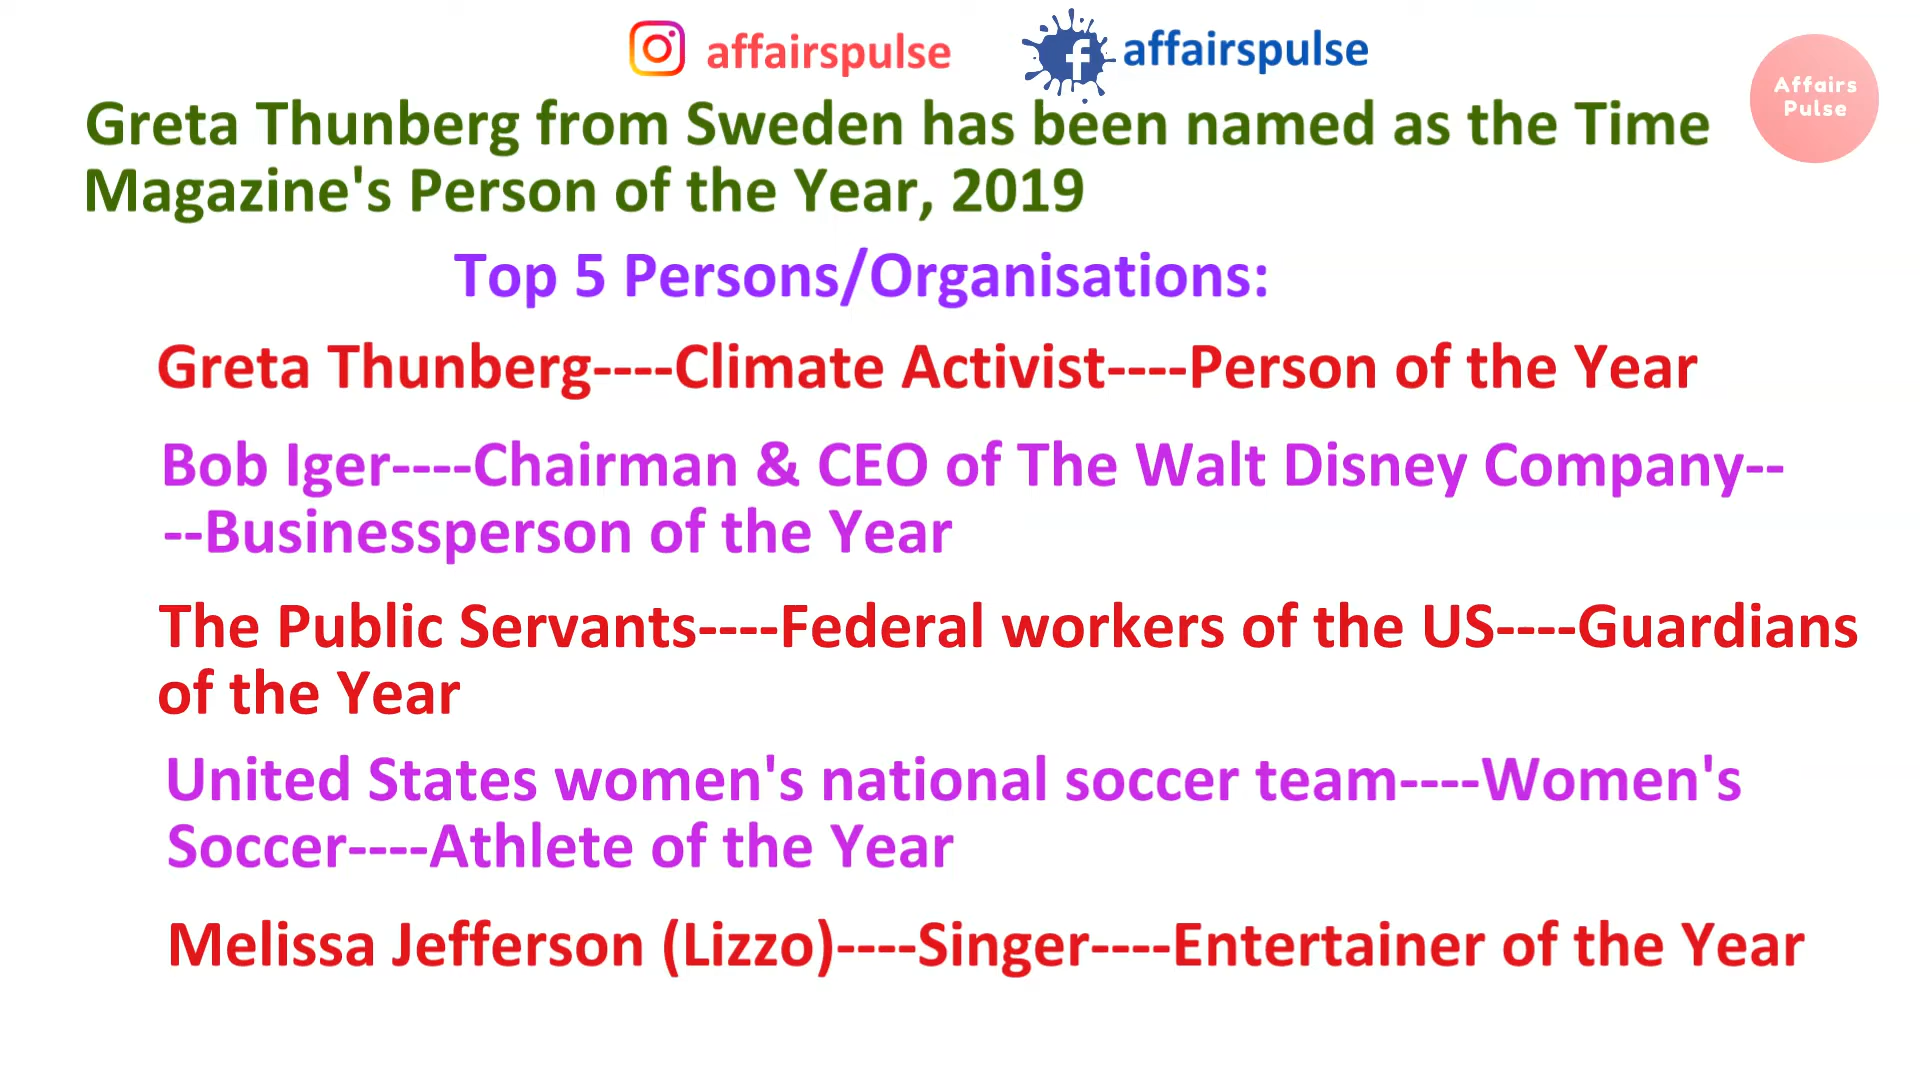 affairspulse
affairspulse
Affairs
Pulse
Greta Thunberg from Sweden has been named as the Time
Magazine's Person of the Year, 2019
Top 5 Persons/Organisations:
Greta Thunberg----Climate Activist----Person of the Year
Bob Iger----Chairman & CEO of The Walt Disney Company--
--Businessperson of the Year
The Public Servants----Federal workers of the US----Guardians
of the Year
United States women's national soccer team----Women's
Soccer----Athlete of the Year
Melissa Jefferson (Lizzo)----Singer----Entertainer of the Year